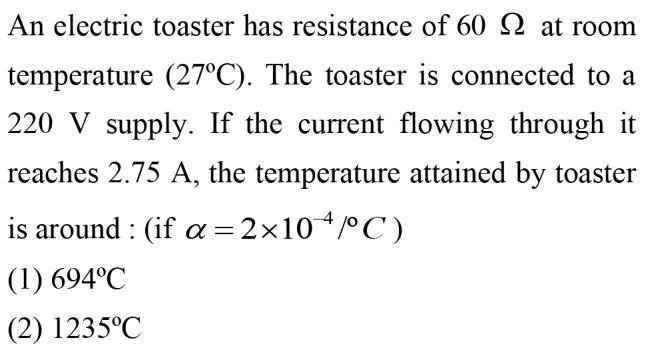 An electric toaster has resistance of 60 Ω at room
temperature (27ºC). The toaster is connected to a
220 V supply. If the current flowing through it
reaches 2.75 A, the temperature attained by toaster
is around : (if α = 2×10⁻⁴/º C )
(1) 694ºC
(2) 1235ºC